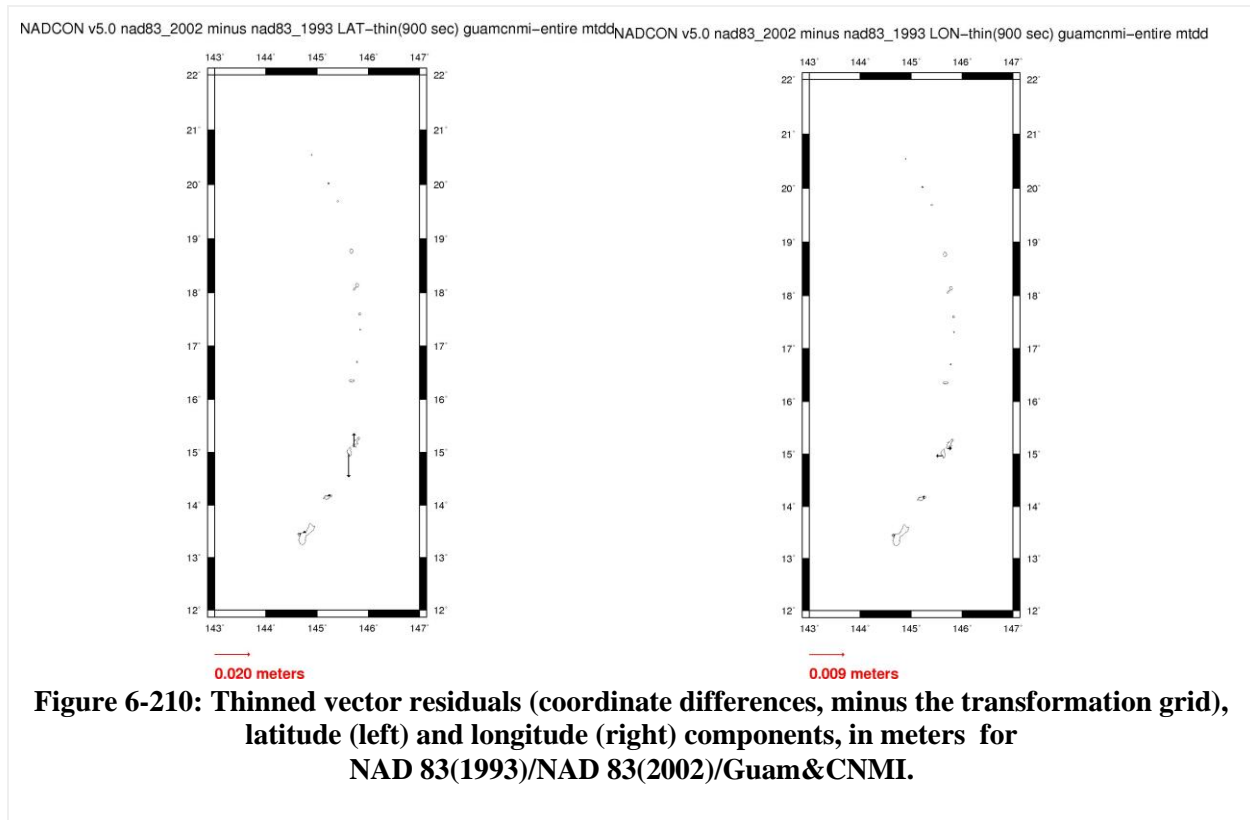 NADCON v5.0 nad83_2002 minus nad83_1993 LAT−thin(900 sec) guamcnmi−entire mtdd
143˚ 144˚ 145˚ 146˚ 147˚
22˚ 22˚
21˚ 21˚
20˚ 20˚
19˚ 19˚
18˚ 18˚
17˚ 17˚
16˚ 16˚
15˚ 15˚
14˚ 14˚
13˚ 13˚
12˚ 12˚
143˚ 144˚ 145˚ 146˚ 147˚
0.020 meters
NADCON v5.0 nad83_2002 minus nad83_1993 LON−thin(900 sec) guamcnmi−entire mtdd
143˚ 144˚ 145˚ 146˚ 147˚
22˚ 22˚
21˚ 21˚
20˚ 20˚
19˚ 19˚
18˚ 18˚
17˚ 17˚
16˚ 16˚
15˚ 15˚
14˚ 14˚
13˚ 13˚
12˚ 12˚
143˚ 144˚ 145˚ 146˚ 147˚
0.009 meters
Figure 6-210: Thinned vector residuals (coordinate differences, minus the transformation grid),
latitude (left) and longitude (right) components, in meters for
NAD 83(1993)/NAD 83(2002)/Guam&CNMI.